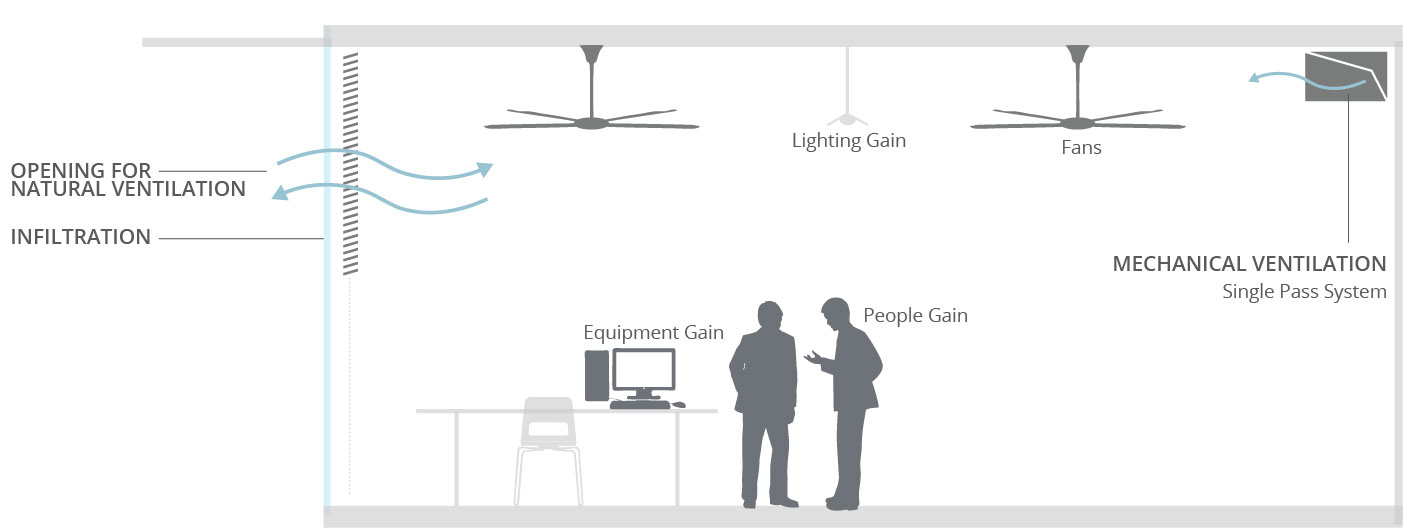 Lighting Gain
Fans
OPENING FOR
NATURAL VENTILATION
INFILTRATION
MECHANICAL VENTILATION
Single Pass System
People Gain
Equipment Gain